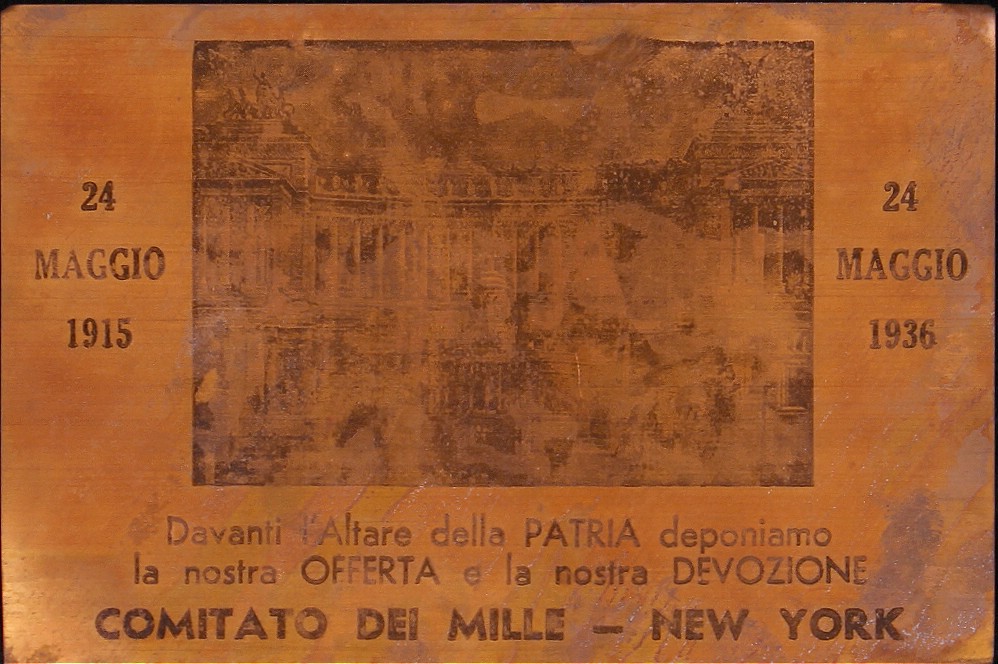 24
MAGGIO
1915
24
MAGGIO
1936
Davanti l'Altare della PATRIA deponiamo
la nostra OFFERTA e la nostra DEVOZIONE
COMITATO DEI MILLE — NEW YORK